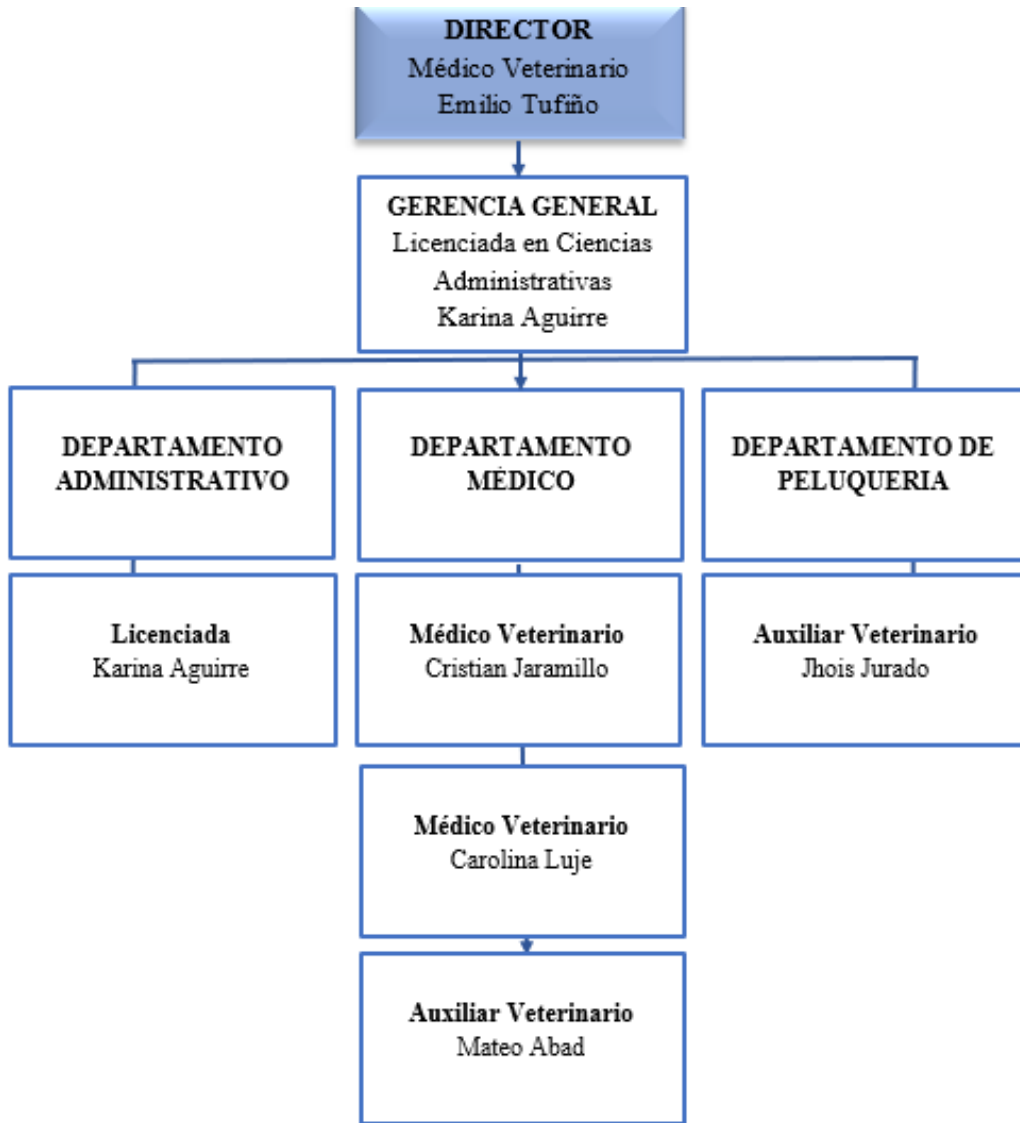 DIRECTOR
Médico Veterinario
Emilio Tufiño
GERENCIA GENERAL
Licenciada en Ciencias
Administrativas
Karina Aguirre
DEPARTAMENTO
ADMINISTRATIVO
DEPARTAMENTO
MÉDICO
DEPARTAMENTO DE
PELUQUERIA
Licenciada
Karina Aguirre
Médico Veterinario
Cristian Jaramillo
Auxiliar Veterinario
Jhois Jurado
Médico Veterinario
Carolina Luje
Auxiliar Veterinario
Mateo Abad